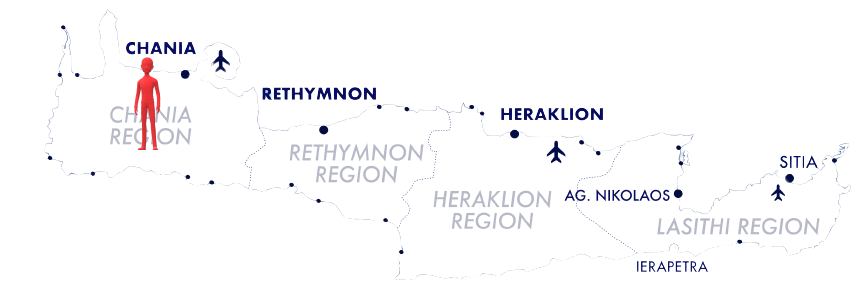 CHANIA
RETHYMNON
HERAKLION
CHANIA
REGION
RETHYMNON
REGION
SITIA
AG. NIKOLAOS
HERAKLION
REGION
LASITHI REGION
IERAPETRA